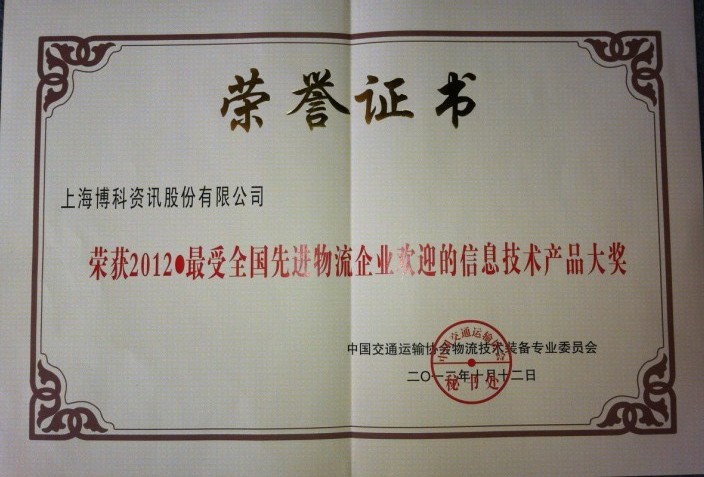 荣誉证书
上海博科资讯股份有限公司
荣获2012●最受全国先进物流企业欢迎的信息技术产品大奖
中国交通运输协会物流技术装备专业委员会
二〇一二年十月十二日
秘书处